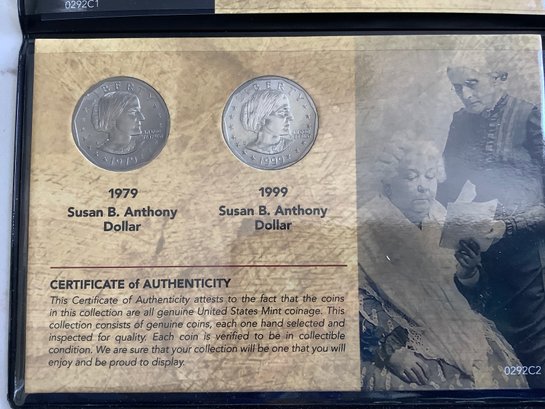 0292C1
LIBERTY
LIBERTY
1979
1999
1979
Susan B. Anthony
Dollar
1999
Susan B. Anthony
Dollar
CERTIFICATE of AUTHENTICITY
This Certificate of Authenticity attests to the fact that the coins
in this collection are all genuine United States Mint coinage. This
collection consists of genuine coins, each one hand selected and
inspected for quality. Each coin is verified to be in collectible
condition. We are sure that your collection will be one that you will
enjoy and be proud to display.
0292C2